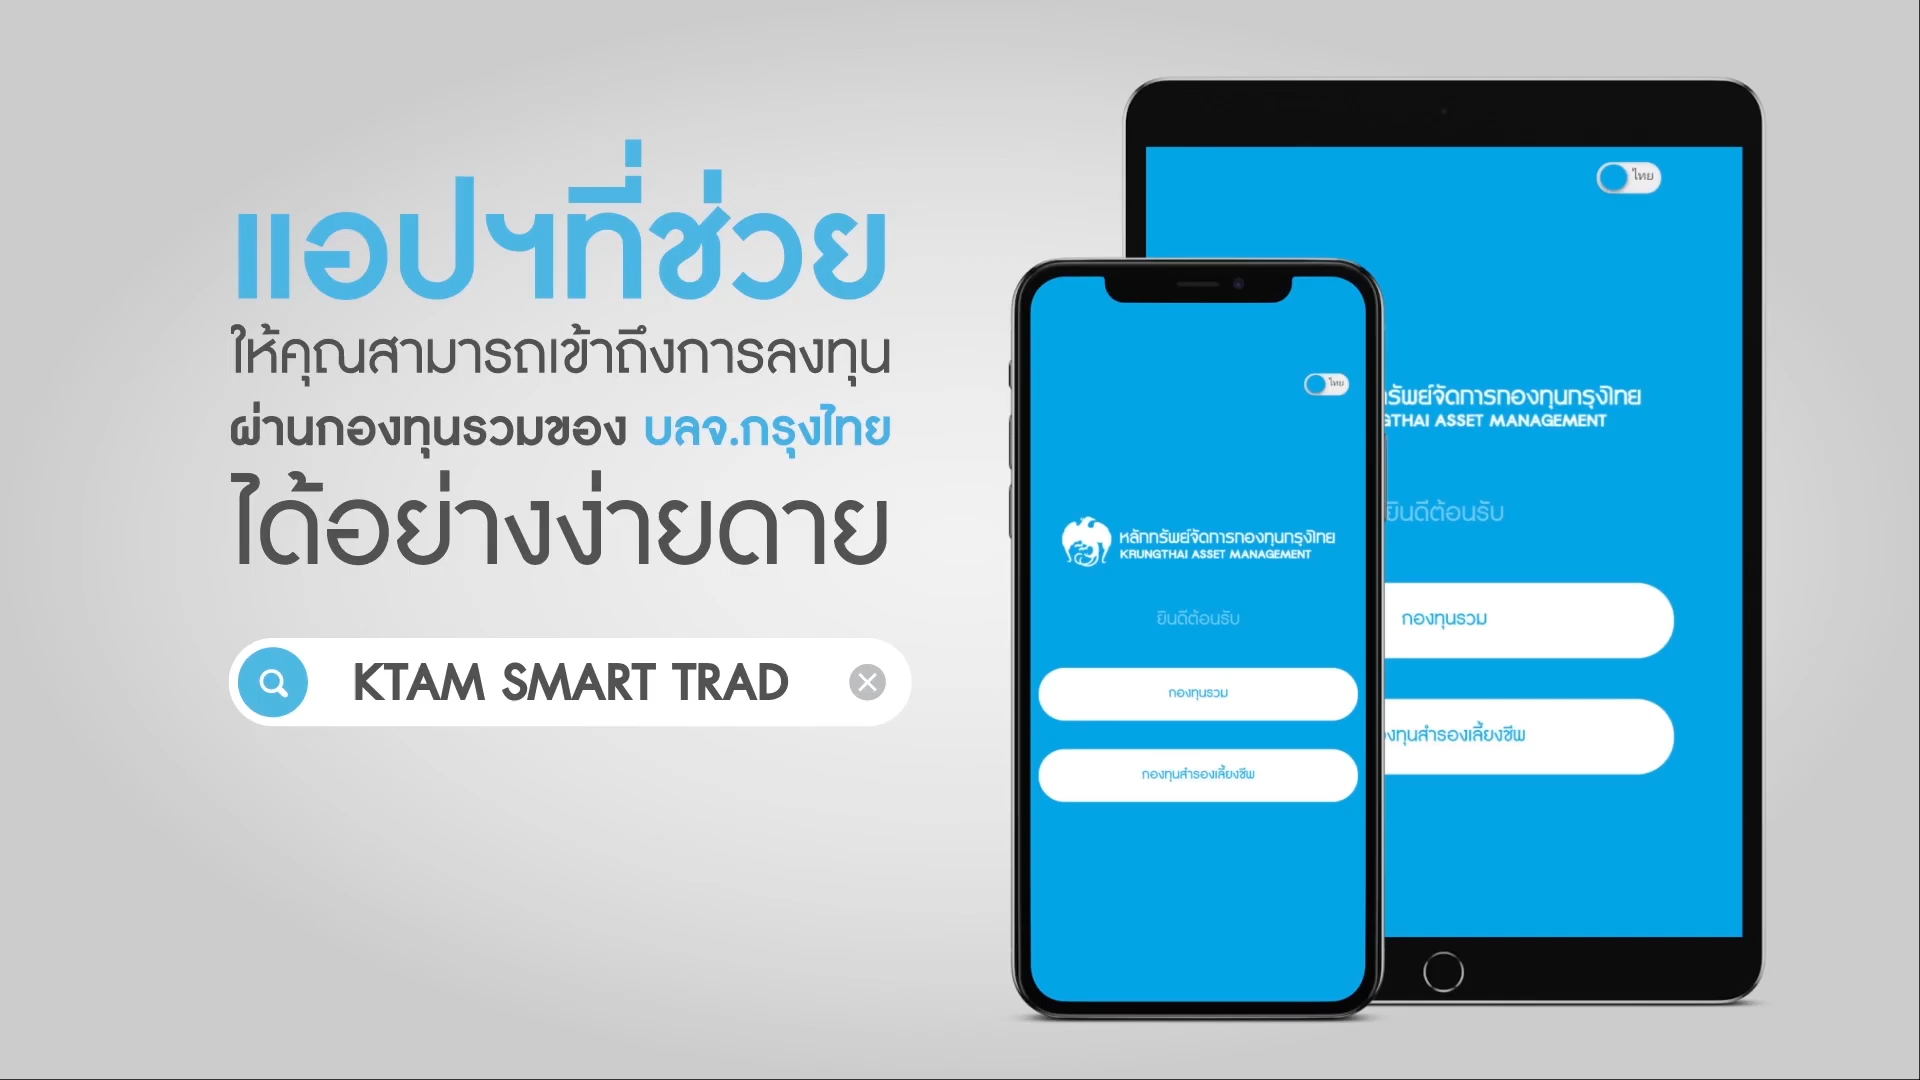 แอปฯที่ช่วย
ให้คุณสามารถเข้าถึงการลงทุน
ผ่านกองทุนรวมของ บลจ.กรุงไทย
ได้อย่างง่ายดาย
KTAM SMART TRAD
ไทย
หลักทรัพย์จัดการกองทุนกรุงไทย
KRUNGTHAI ASSET MANAGEMENT
ยินดีต้อนรับ
กองทุนรวม
กองทุนสำรองเลี้ยงชีพ
ไทย
รัพย์จัดการกองทุนกรุงไทย
GTHAI ASSET MANAGEMENT
ยินดีต้อนรับ
กองทุนรวม
งทุนสำรองเลี้ยงชีพ